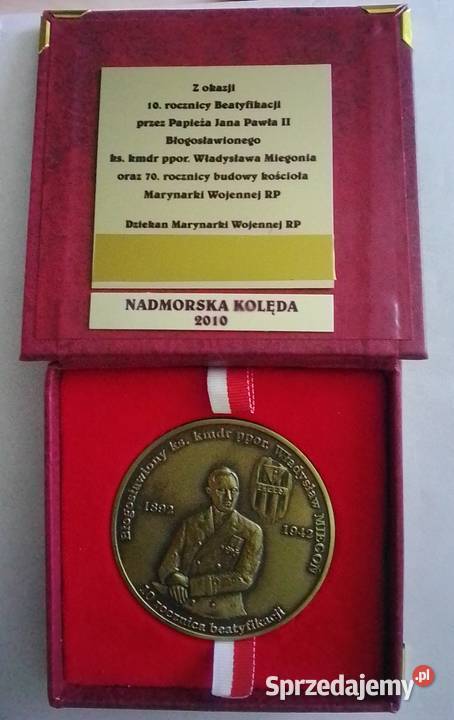 Z okazji
10. rocznicy Beatyfikacji
przez Papieża Jana Pawła II
Błogosławionego
ks. kmdr ppor. Władysława Miegonia
oraz 70. rocznicy budowy kościoła
Marynarki Wojennej RP
Dziekan Marynarki Wojennej RP
NADMORSKA KOLĘDA
2010
Błogosławiony ks. kmdr ppor. Władysław MIEGOŃ
1892
1942
10 rocznica beatyfikacji
Sprzedajemy.pl